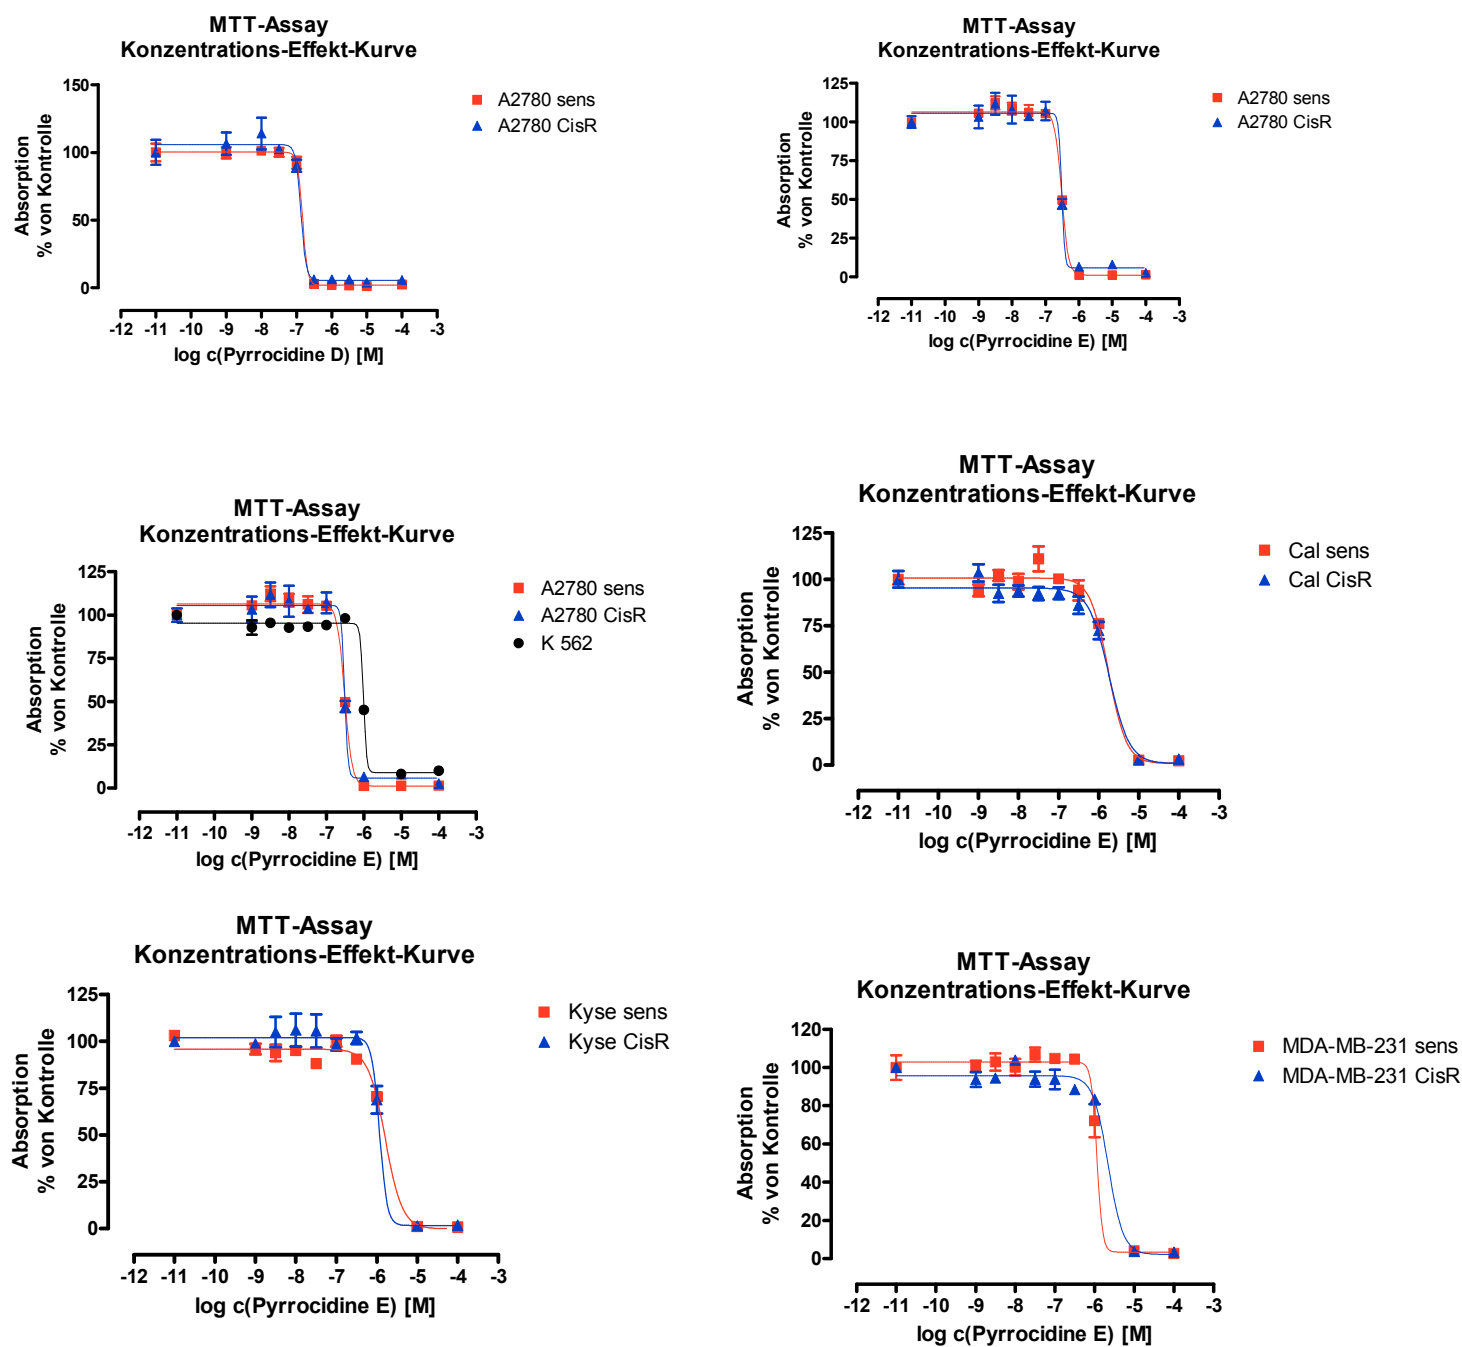 MTT-Assay
Konzentrations-Effekt-Kurve
150
100
50
0
Absorption
% von Kontrolle
-12 -11 -10 -9 -8 -7 -6 -5 -4 -3
log c(Pyrrocidine D) [M]
A2780 sens
A2780 CisR
MTT-Assay
Konzentrations-Effekt-Kurve
125
100
75
50
25
0
Absorption
% von Kontrolle
-12 -11 -10 -9 -8 -7 -6 -5 -4 -3
log c(Pyrrocidine E) [M]
A2780 sens
A2780 CisR
MTT-Assay
Konzentrations-Effekt-Kurve
125
100
75
50
25
0
Absorption
% von Kontrolle
-12 -11 -10 -9 -8 -7 -6 -5 -4 -3
log c(Pyrrocidine E) [M]
A2780 sens
A2780 CisR
K 562
MTT-Assay
Konzentrations-Effekt-Kurve
125
100
75
50
25
0
Absorption
% von Kontrolle
-12 -11 -10 -9 -8 -7 -6 -5 -4 -3
log c(Pyrrocidine E) [M]
Cal sens
Cal CisR
MTT-Assay
Konzentrations-Effekt-Kurve
125
100
75
50
25
0
Absorption
% von Kontrolle
-12 -11 -10 -9 -8 -7 -6 -5 -4 -3
log c(Pyrrocidine E) [M]
Kyse sens
Kyse CisR
MTT-Assay
Konzentrations-Effekt-Kurve
120
100
80
60
40
20
0
Absorption
% von Kontrolle
-12 -11 -10 -9 -8 -7 -6 -5 -4 -3
log c(Pyrrocidine E) [M]
MDA-MB-231 sens
MDA-MB-231 CisR